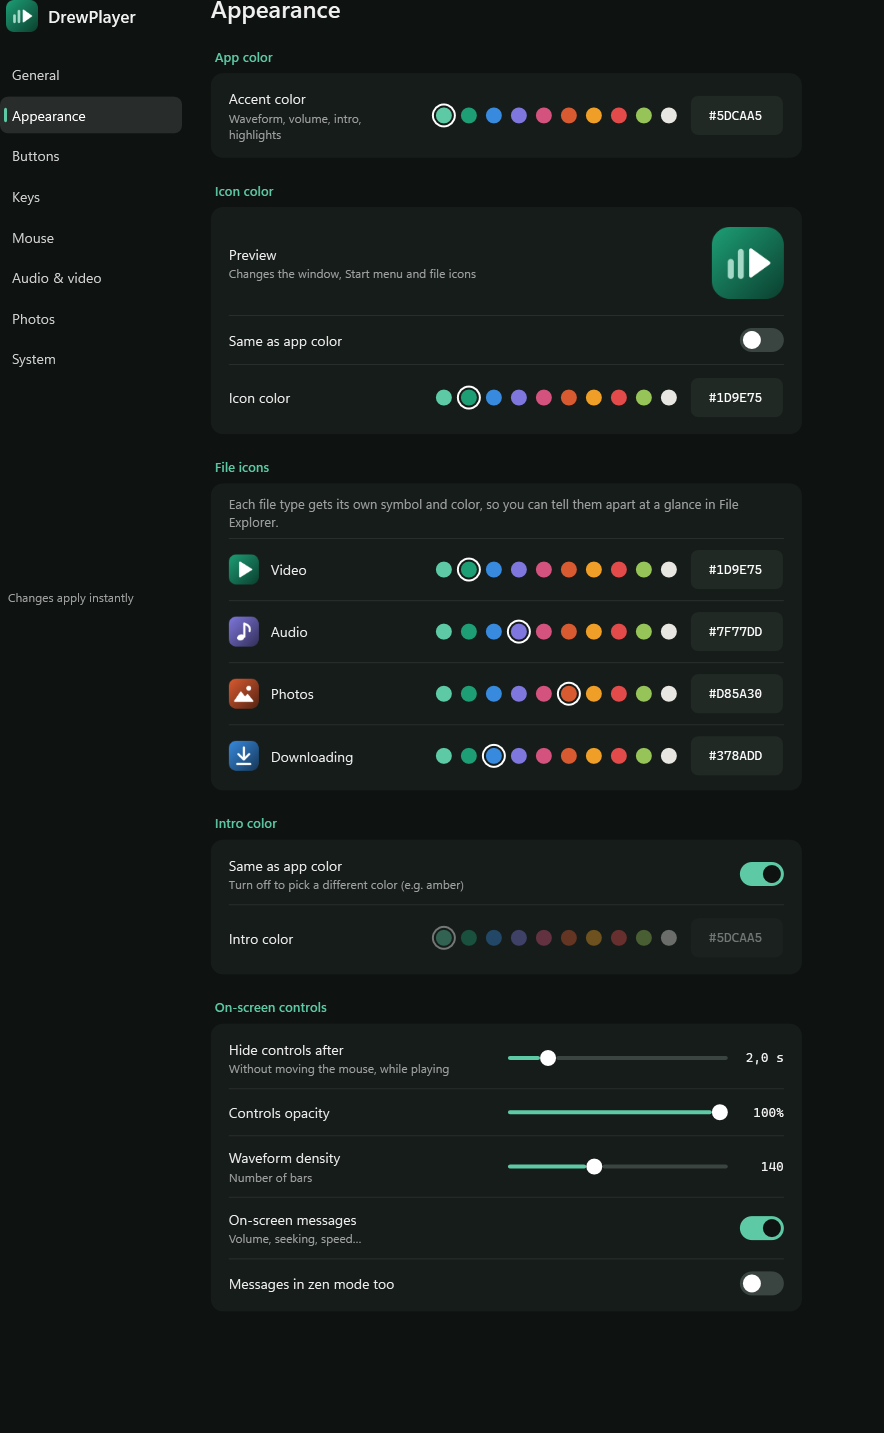 DrewPlayer
General
Appearance
Buttons
Keys
Mouse
Audio & video
Photos
System
Changes apply instantly
Appearance
App color
Accent color
Waveform, volume, intro,
highlights
#5DCAA5
Icon color
Preview
Changes the window, Start menu and file icons
Same as app color
Icon color
#1D9E75
File icons
Each file type gets its own symbol and color, so you can tell them apart at a glance in File
Explorer.
Video
#1D9E75
Audio
#7F77DD
Photos
#D85A30
Downloading
#378ADD
Intro color
Same as app color
Turn off to pick a different color (e.g. amber)
Intro color
#5DCAA5
On-screen controls
Hide controls after
2,0 s
Without moving the mouse, while playing
Controls opacity
100%
Waveform density
140
Number of bars
On-screen messages
Volume, seeking, speed...
Messages in zen mode too